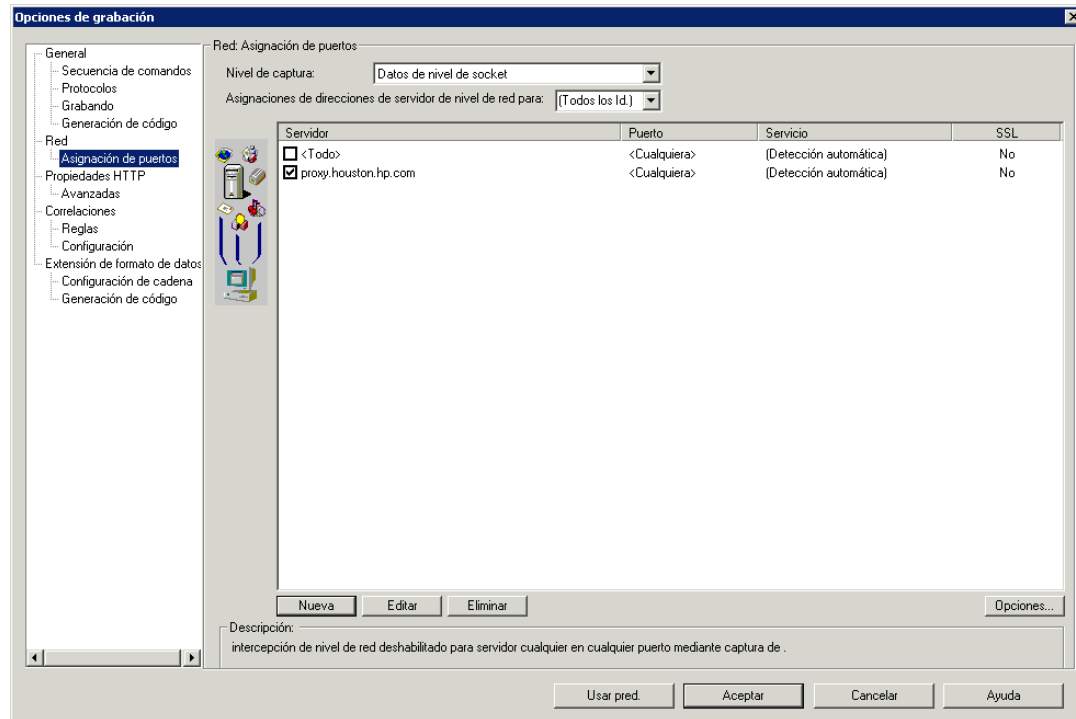 Opciones de grabación
General
Secuencia de comandos
Protocolos
Grabando
Generación de código
Red
Asignación de puertos
Propiedades HTTP
Avanzadas
Correlaciones
Reglas
Configuración
Extensión de formato de datos
Configuración de cadena
Generación de código
Red: Asignación de puertos
Nivel de captura: Datos de nivel de socket
Asignaciones de direcciones de servidor de nivel de red para: (Todos los Id.)
Servidor Puerto Servicio SSL
<Todo> <Cualquiera> (Detección automática) No
proxy.houston.hp.com <Cualquiera> (Detección automática) No
Nueva Editar Eliminar Opciones...
Descripción:
intercepción de nivel de red deshabilitado para servidor cualquier en cualquier puerto mediante captura de .
Usar pred. Aceptar Cancelar Ayuda